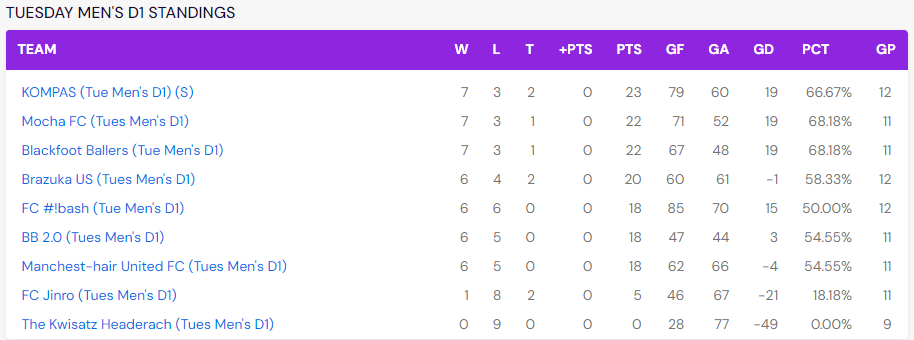 TUESDAY MEN'S D1 STANDINGS
TEAM W L T +PTS PTS GF GA GD PCT GP
KOMPAS (Tue Men's D1) (S) 7 3 2 0 23 79 60 19 66.67% 12
Mocha FC (Tues Men's D1) 7 3 1 0 22 71 52 19 68.18% 11
Blackfoot Ballers (Tue Men's D1) 7 3 1 0 22 67 48 19 68.18% 11
Brazuka US (Tues Men's D1) 6 4 2 0 20 60 61 -1 58.33% 12
FC #!bash (Tue Men's D1) 6 6 0 0 18 85 70 15 50.00% 12
BB 2.0 (Tues Men's D1) 6 5 0 0 18 47 44 3 54.55% 11
Manchest-hair United FC (Tues Men's D1) 6 5 0 0 18 62 66 -4 54.55% 11
FC Jinro (Tues Men's D1) 1 8 2 0 5 46 67 -21 18.18% 11
The Kwisatz Headerach (Tues Men's D1) 0 9 0 0 0 28 77 -49 0.00% 9